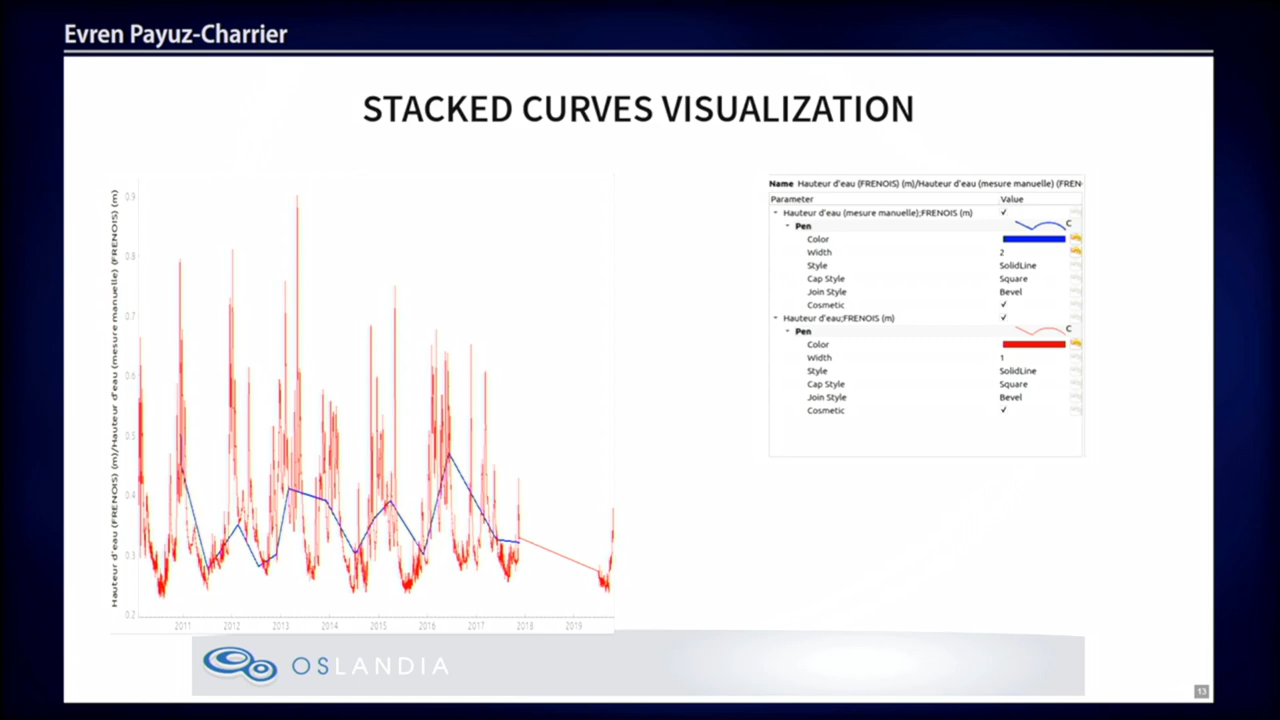 Evren Payuz-Charrier
STACKED CURVES VISUALIZATION
Hauteur d'eau (FRENOIS) (m)/Hauteur d'eau (mesure manuelle) (FRENOIS) (m)
0.9
0.8
0.7
0.6
0.5
0.4
0.3
0.2
2011 2012 2013 2014 2015 2016 2017 2018 2019
Name Hauteur d'eau (FRENOIS) (m)/Hauteur d'eau (mesure manuelle) (FREN
Parameter Value
Hauteur d'eau (mesure manuelle);FRENOIS (m) ✓
Pen C
Color
Width 2
Style SolidLine
Cap Style Square
Join Style Bevel
Cosmetic ✓
Hauteur d'eau;FRENOIS (m) ✓
Pen C
Color
Width 1
Style SolidLine
Cap Style Square
Join Style Bevel
Cosmetic ✓
OSLANDIA
13